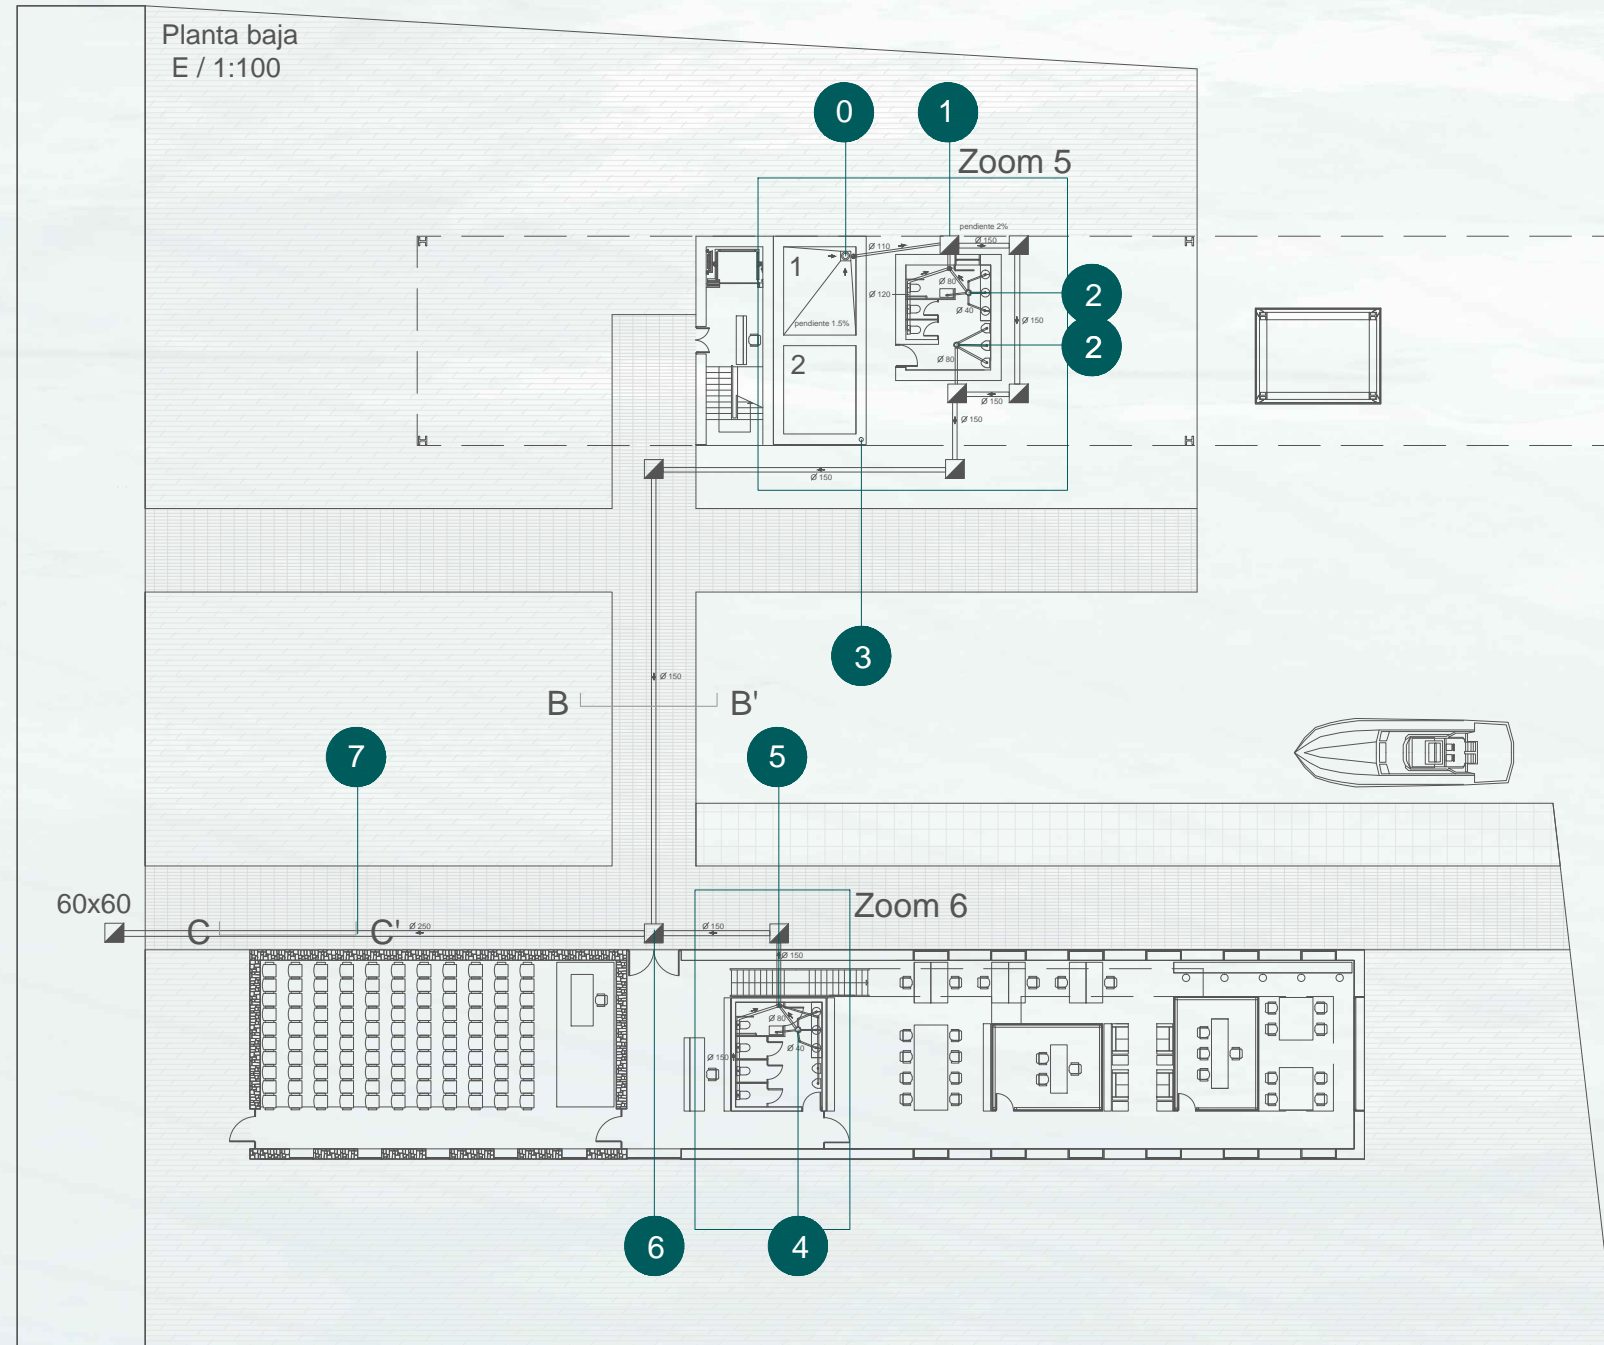 Planta baja
E / 1:100
0
1
Zoom 5
pendiente 2%
Ø 110
Ø 150
1
Ø 80
Ø 120
2
Ø 40
pendiente 1.5%
Ø 150
2
2
Ø 80
Ø 150
Ø 150
Ø 150
3
Ø 150
B
B'
7
5
60x60
Zoom 6
C
C'
Ø 250
Ø 150
Ø 150
Ø 80
Ø 40
Ø 150
6
4